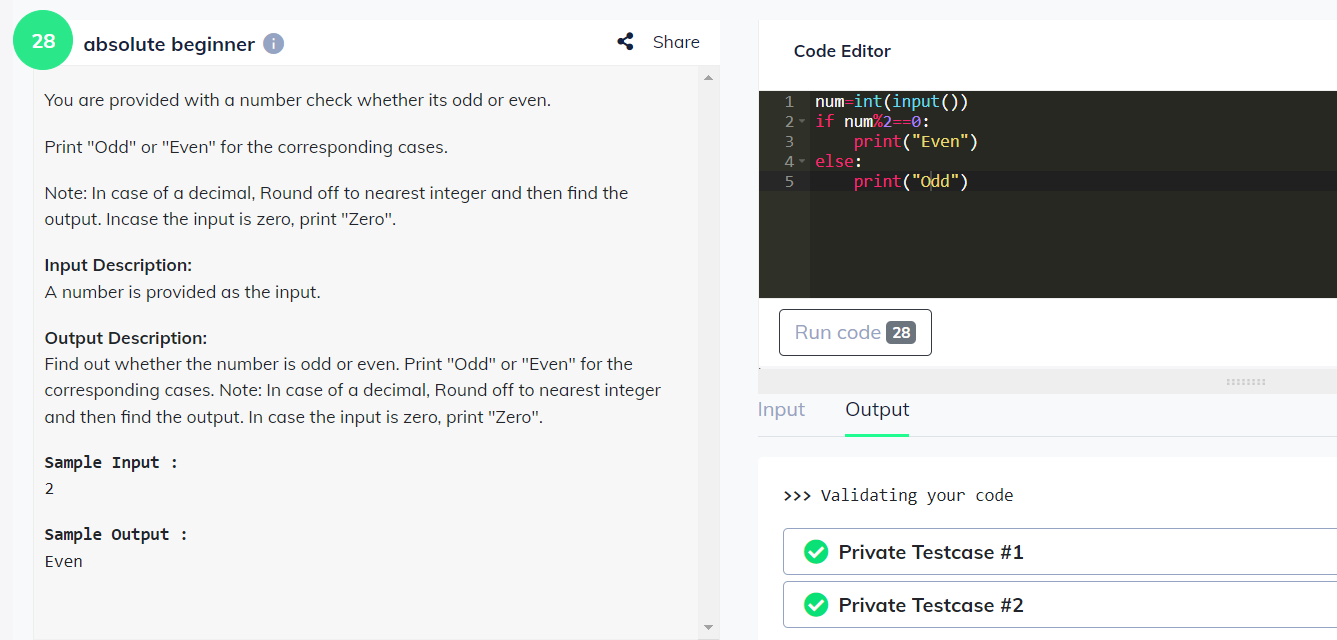 28
absolute beginner i
Share
You are provided with a number check whether its odd or even.
Print "Odd" or "Even" for the corresponding cases.
Note: In case of a decimal, Round off to nearest integer and then find the
output. Incase the input is zero, print "Zero".
Input Description:
A number is provided as the input.
Output Description:
Find out whether the number is odd or even. Print "Odd" or "Even" for the
corresponding cases. Note: In case of a decimal, Round off to nearest integer
and then find the output. In case the input is zero, print "Zero".
Sample Input :
2
Sample Output :
Even
Code Editor
1 num=int(input())
2 if num%2==0:
3     print("Even")
4 else:
5     print("Odd")
Run code 28
Input Output
>>> Validating your code
Private Testcase #1
Private Testcase #2